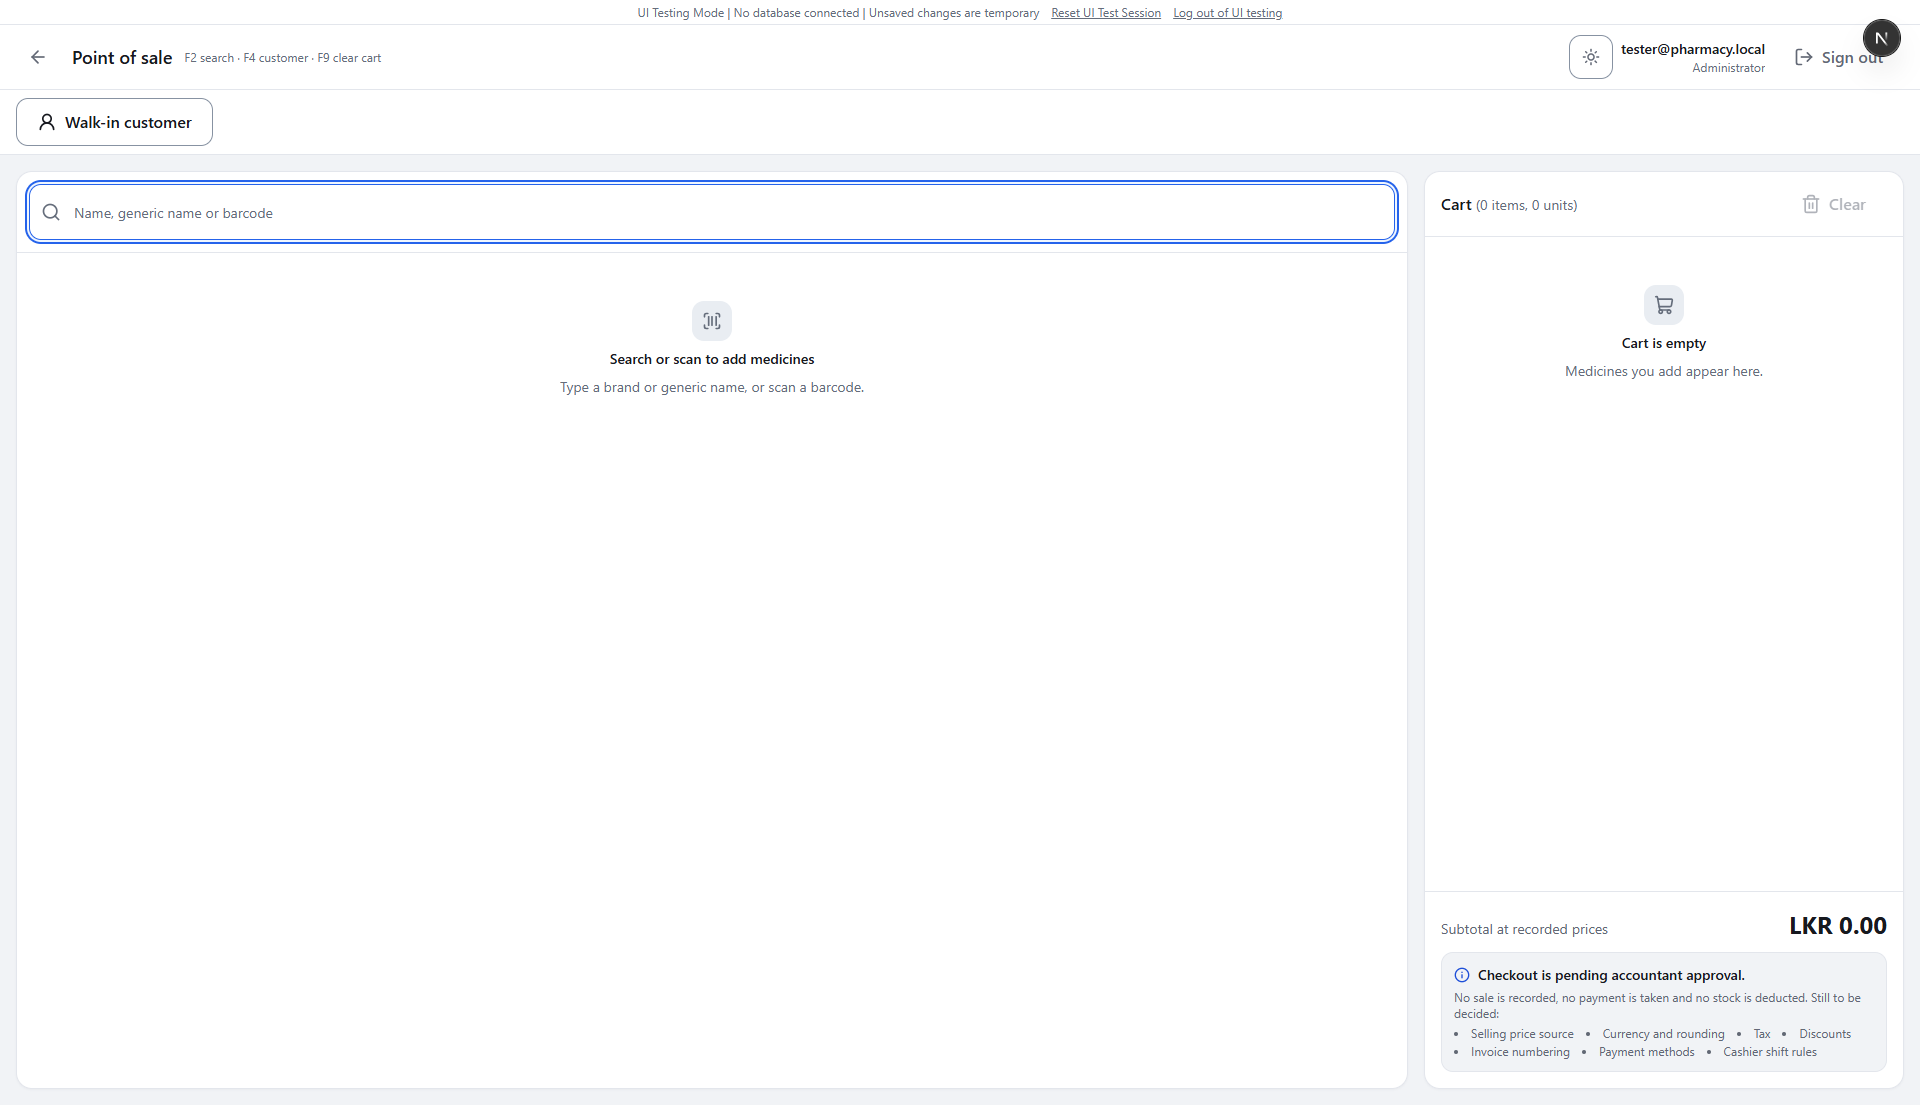 UI Testing Mode | No database connected | Unsaved changes are temporary Reset UI Test Session Log out of UI testing
Point of sale F2 search · F4 customer · F9 clear cart
tester@pharmacy.local
Administrator
Sign out
N
Walk-in customer
Name, generic name or barcode
Search or scan to add medicines
Type a brand or generic name, or scan a barcode.
Cart (0 items, 0 units)
Clear
Cart is empty
Medicines you add appear here.
Subtotal at recorded prices LKR 0.00
Checkout is pending accountant approval.
No sale is recorded, no payment is taken and no stock is deducted. Still to be
decided:
• Selling price source • Currency and rounding • Tax • Discounts
• Invoice numbering • Payment methods • Cashier shift rules